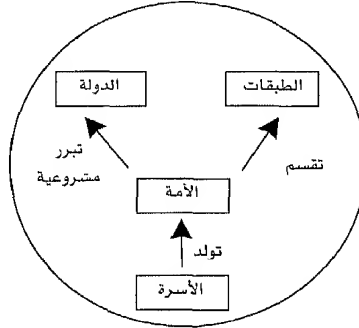 الطبقات
الدولة
تبرر
مشروعية
تقسم
الأمة
تولد
الأسرة